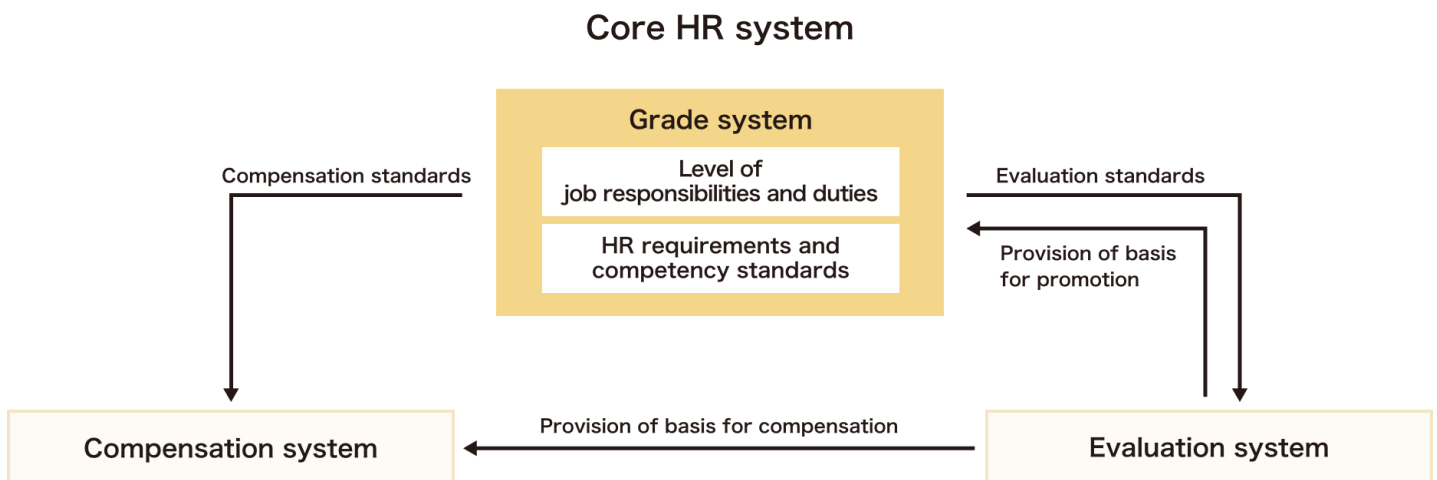 Core HR system
Grade system
Level of
job responsibilities and duties
HR requirements and
competency standards
Compensation standards
Evaluation standards
Provision of basis
for promotion
Provision of basis for compensation
Compensation system
Evaluation system